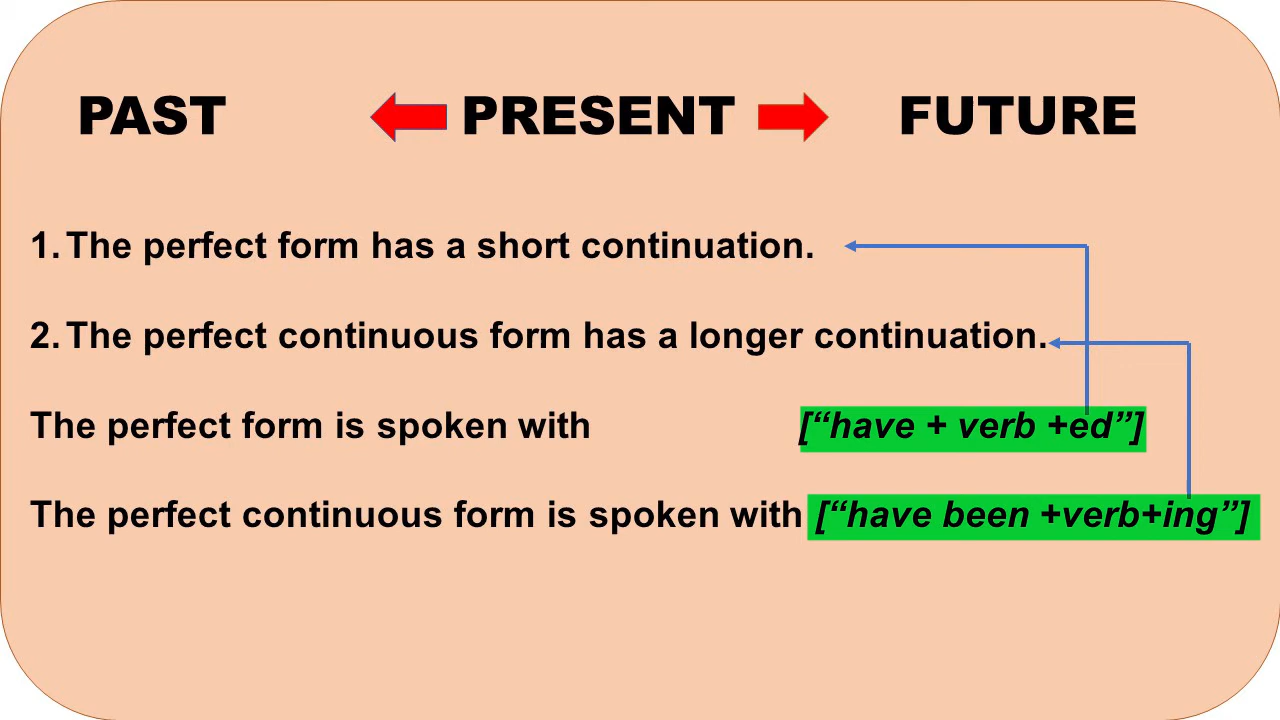 PAST PRESENT FUTURE
1. The perfect form has a short continuation.
2. The perfect continuous form has a longer continuation.
The perfect form is spoken with [“have + verb +ed”]
The perfect continuous form is spoken with [“have been +verb+ing”]